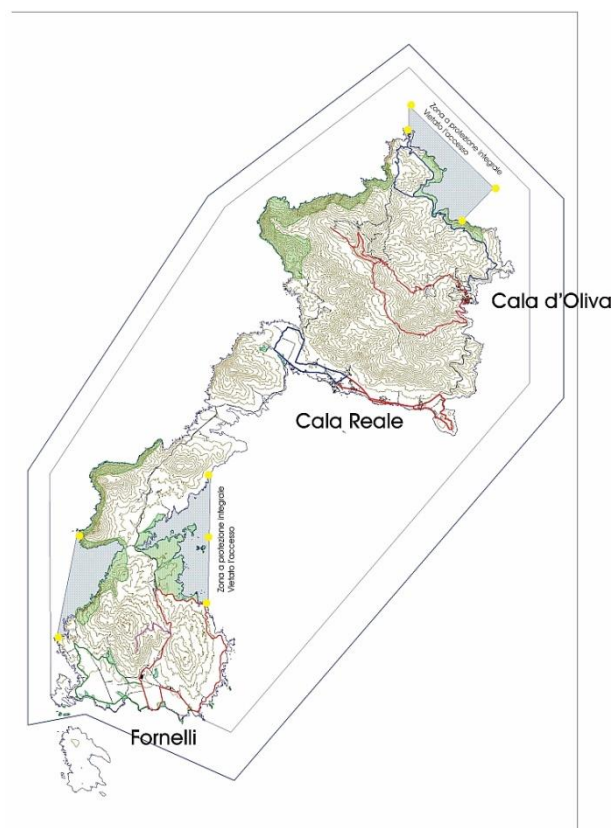 Zona a protezione integrale
Vietato l'accesso
Cala d'Oliva
Cala Reale
Zona a protezione integrale
Vietato l'accesso
Fornelli